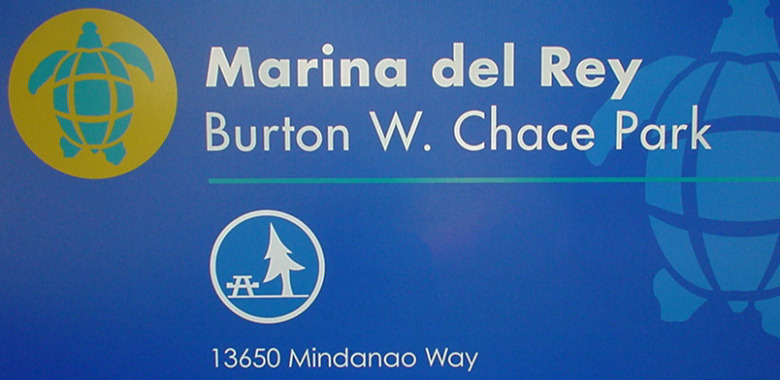 Marina del Rey
Burton W. Chace Park
13650 Mindanao Way